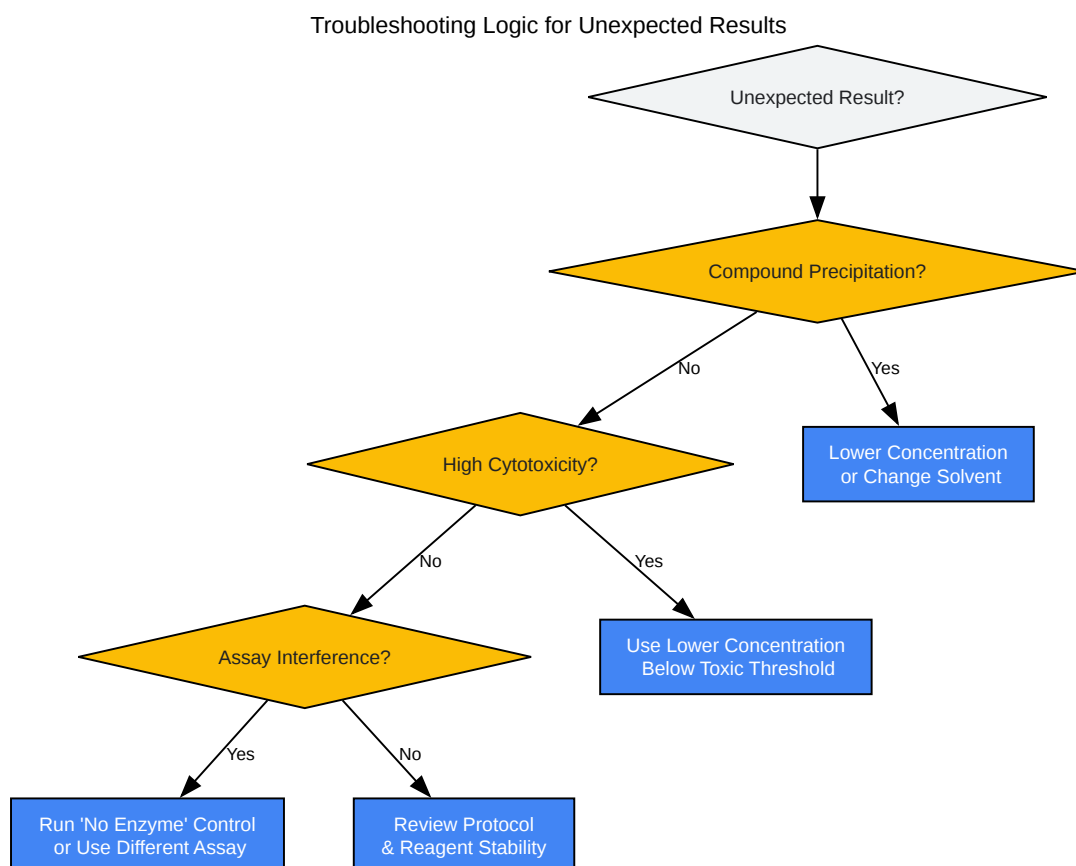 Troubleshooting Logic for Unexpected Results
Unexpected Result?
Compound Precipitation?
No
Yes
High Cytotoxicity?
Lower Concentration
or Change Solvent
No
Yes
Assay Interference?
Use Lower Concentration
Below Toxic Threshold
Yes
No
Run 'No Enzyme' Control
or Use Different Assay
Review Protocol
& Reagent Stability